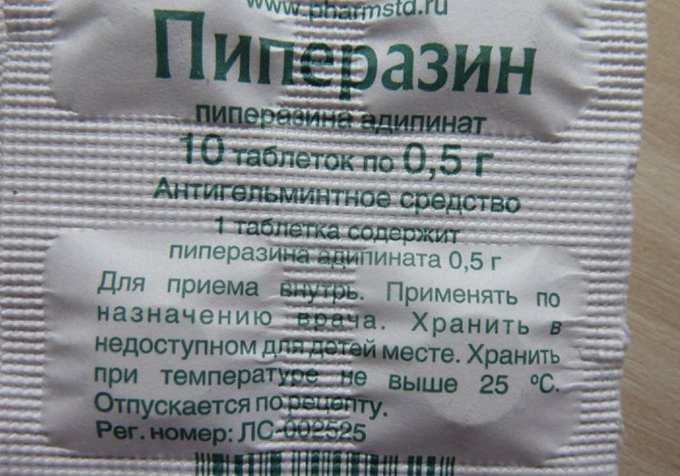 www.pharmstd.ru
Пиперазин
пиперазина адипинат
10 таблеток по 0,5 г
Антигельминтное средство
1 таблетка содержит
пиперазина адипината 0,5 г
Для приема внутрь. Применять по
назначению врача. Хранить в
недоступном для детей месте. Хранить
при температуре не выше 25 ºС.
Отпускается по рецепту.
Рег. номер: ЛС-002525